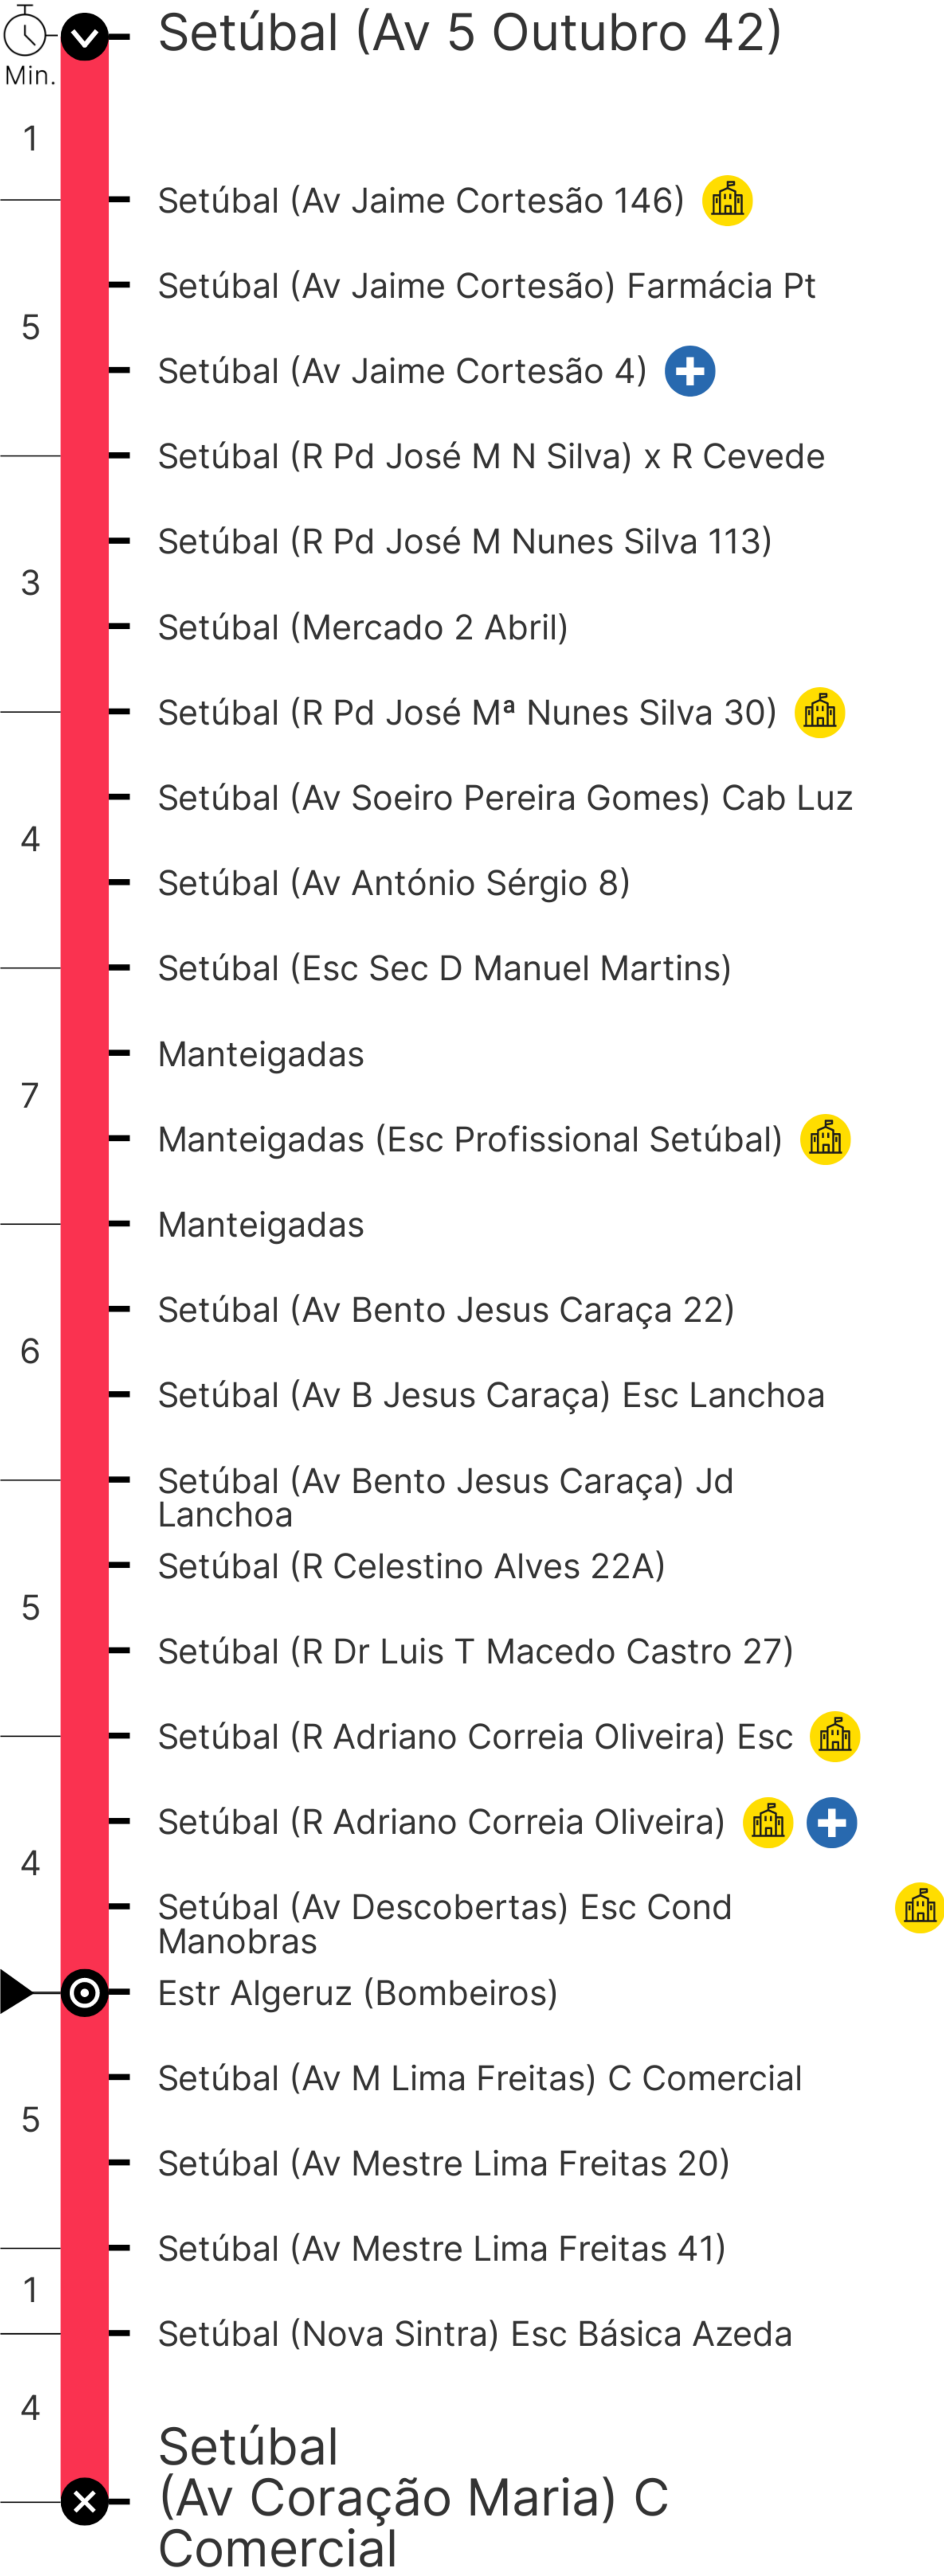 Setúbal (Av 5 Outubro 42)
Min.
1
Setúbal (Av Jaime Cortesão 146)
Setúbal (Av Jaime Cortesão) Farmácia Pt
5
Setúbal (Av Jaime Cortesão 4)
Setúbal (R Pd José M N Silva) x R Cevede
Setúbal (R Pd José M Nunes Silva 113)
3
Setúbal (Mercado 2 Abril)
Setúbal (R Pd José Mª Nunes Silva 30)
Setúbal (Av Soeiro Pereira Gomes) Cab Luz
4
Setúbal (Av António Sérgio 8)
Setúbal (Esc Sec D Manuel Martins)
Manteigadas
7
Manteigadas (Esc Profissional Setúbal)
Manteigadas
Setúbal (Av Bento Jesus Caraça 22)
6
Setúbal (Av B Jesus Caraça) Esc Lanchoa
Setúbal (Av Bento Jesus Caraça) Jd
Lanchoa
Setúbal (R Celestino Alves 22A)
5
Setúbal (R Dr Luis T Macedo Castro 27)
Setúbal (R Adriano Correia Oliveira) Esc
Setúbal (R Adriano Correia Oliveira)
4
Setúbal (Av Descobertas) Esc Cond
Manobras
Estr Algeruz (Bombeiros)
Setúbal (Av M Lima Freitas) C Comercial
5
Setúbal (Av Mestre Lima Freitas 20)
Setúbal (Av Mestre Lima Freitas 41)
1
Setúbal (Nova Sintra) Esc Básica Azeda
4
Setúbal
(Av Coração Maria) C
Comercial